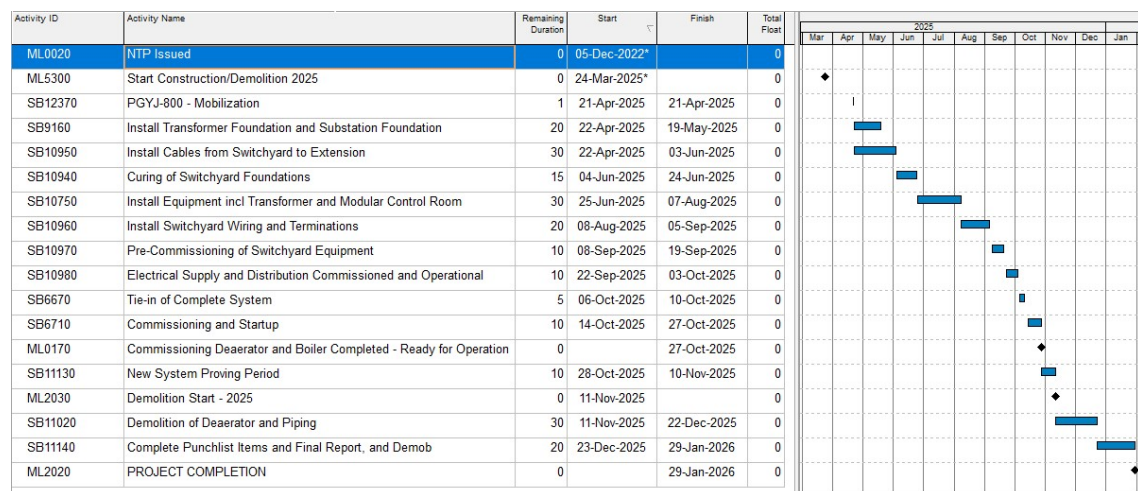 Activity ID Activity Name Remaining Duration Start Finish Total Float
2025
Mar Apr May Jun Jul Aug Sep Oct Nov Dec Jan
ML0020 NTP Issued 0 05-Dec-2022* 0
ML5300 Start Construction/Demolition 2025 0 24-Mar-2025* 0
SB12370 PGYJ-800 - Mobilization 1 21-Apr-2025 21-Apr-2025 0
SB9160 Install Transformer Foundation and Substation Foundation 20 22-Apr-2025 19-May-2025 0
SB10950 Install Cables from Switchyard to Extension 30 22-Apr-2025 03-Jun-2025 0
SB10940 Curing of Switchyard Foundations 15 04-Jun-2025 24-Jun-2025 0
SB10750 Install Equipment incl Transformer and Modular Control Room 30 25-Jun-2025 07-Aug-2025 0
SB10960 Install Switchyard Wiring and Terminations 20 08-Aug-2025 05-Sep-2025 0
SB10970 Pre-Commissioning of Switchyard Equipment 10 08-Sep-2025 19-Sep-2025 0
SB10980 Electrical Supply and Distribution Commissioned and Operational 10 22-Sep-2025 03-Oct-2025 0
SB6670 Tie-in of Complete System 5 06-Oct-2025 10-Oct-2025 0
SB6710 Commissioning and Startup 10 14-Oct-2025 27-Oct-2025 0
ML0170 Commissioning Deaerator and Boiler Completed - Ready for Operation 0 27-Oct-2025 0
SB11130 New System Proving Period 10 28-Oct-2025 10-Nov-2025 0
ML2030 Demolition Start - 2025 0 11-Nov-2025 0
SB11020 Demolition of Deaerator and Piping 30 11-Nov-2025 22-Dec-2025 0
SB11140 Complete Punchlist Items and Final Report, and Demob 20 23-Dec-2025 29-Jan-2026 0
ML2020 PROJECT COMPLETION 0 29-Jan-2026 0